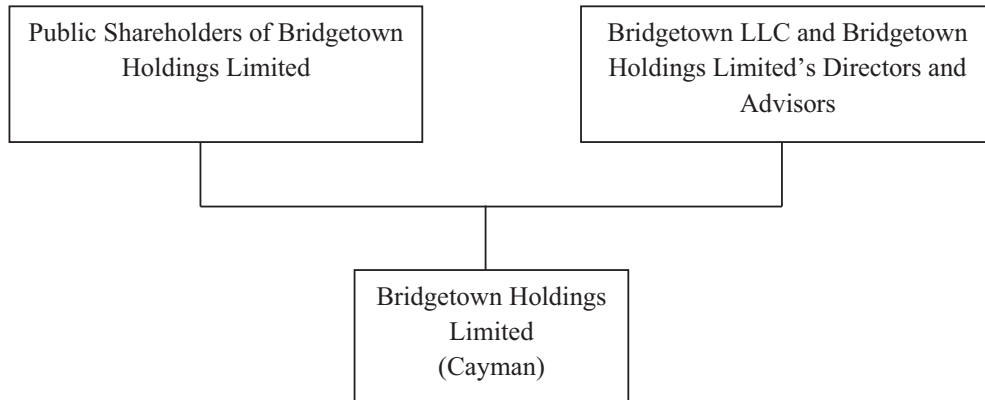 Public Shareholders of Bridgetown
Holdings Limited
Bridgetown LLC and Bridgetown
Holdings Limited’s Directors and
Advisors
Bridgetown Holdings
Limited
(Cayman)